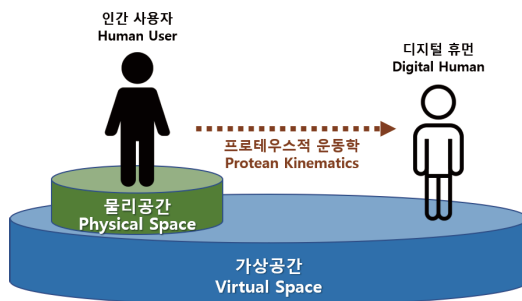 인간 사용자
Human User
디지털 휴먼
Digital Human
프로테우스적 운동학
Protean Kinematics
물리공간
Physical Space
가상공간
Virtual Space